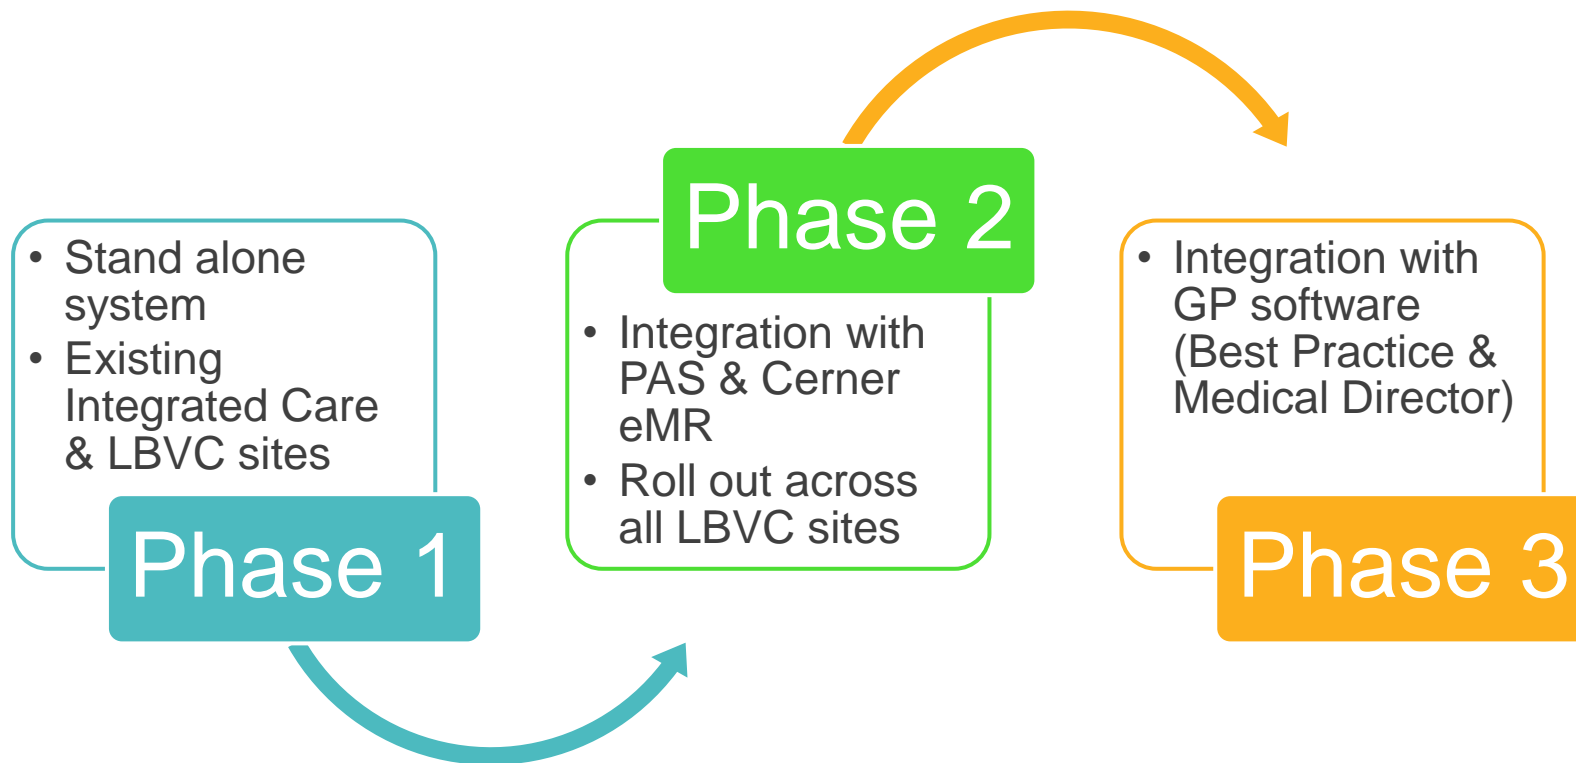 • Stand alone
system
• Existing
Integrated Care
& LBVC sites
Phase 1
Phase 2
• Integration with
PAS & Cerner
eMR
• Roll out across
all LBVC sites
• Integration with
GP software
(Best Practice &
Medical Director)
Phase 3